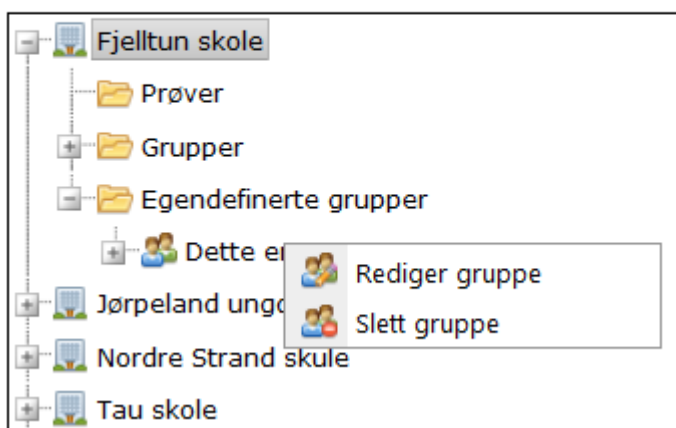 Fjelltun skole
Prøver
Grupper
Egendefinerte grupper
Dette
Rediger gruppe
Jørpeland
Slett gruppe
Nordre Strand skule
Tau skole